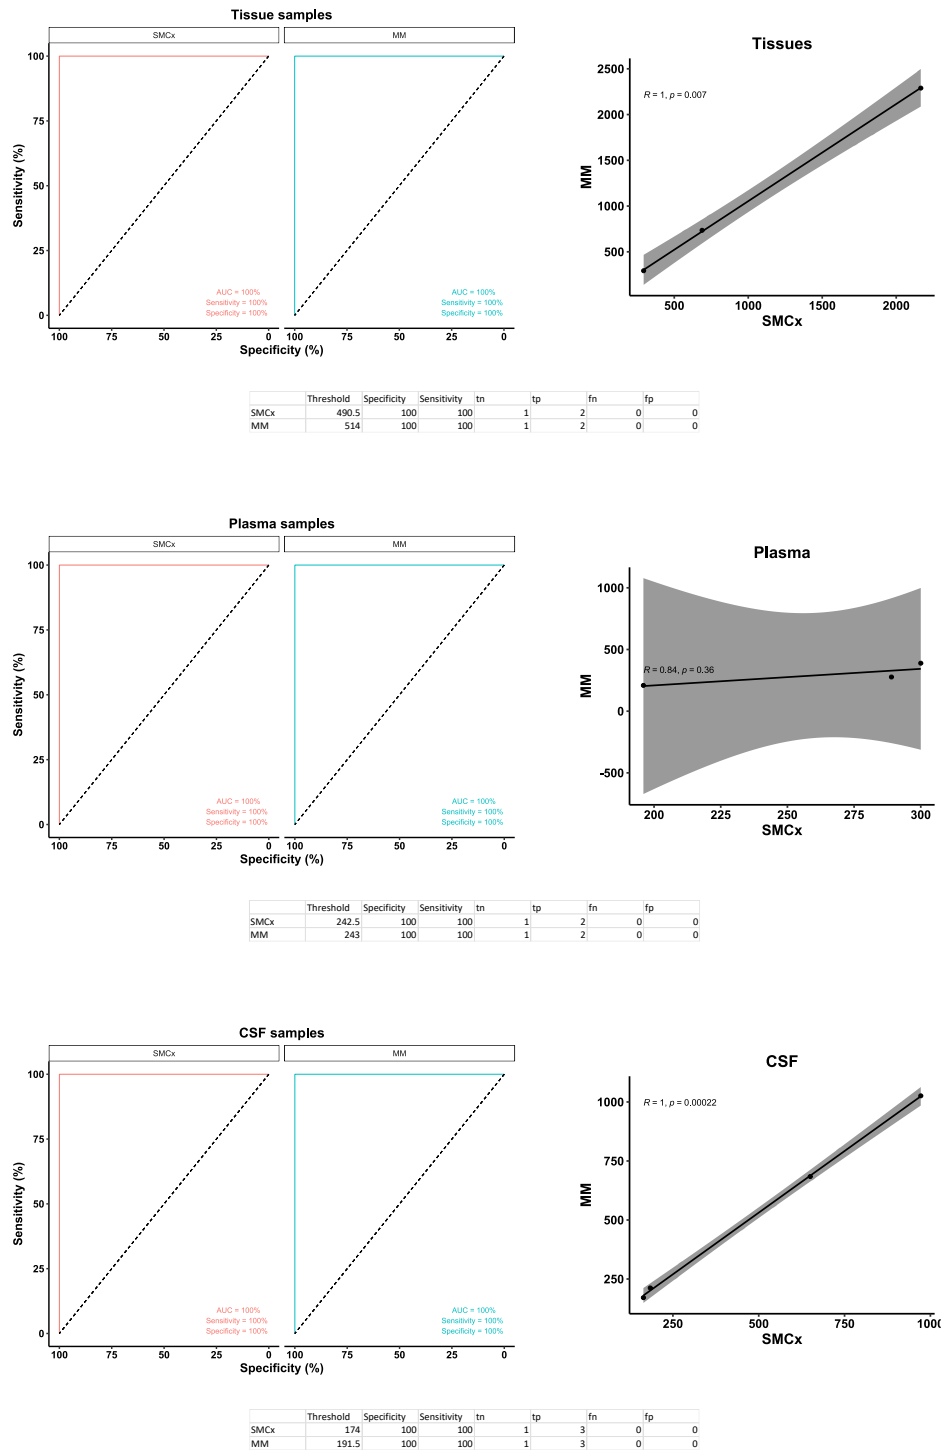 Tissue samples
SMCx
MM
100
75
50
25
0
Sensitivity (%)
AUC = 100%
Sensitivity = 100%
Specificity = 100%
AUC = 100%
Sensitivity = 100%
Specificity = 100%
100 75 50 25 0 100 75 50 25 0
Specificity (%)
Tissues
R = 1, p = 0.007
2500
2000
1500
1000
500
MM
500 1000 1500 2000
SMCx
Threshold Specificity Sensitivity tn tp fn fp
SMCx 490.5 100 100 1 2 0 0
MM 514 100 100 1 2 0 0
Plasma samples
SMCx
MM
100
75
50
25
0
Sensitivity (%)
AUC = 100%
Sensitivity = 100%
Specificity = 100%
AUC = 100%
Sensitivity = 100%
Specificity = 100%
100 75 50 25 0 100 75 50 25 0
Specificity (%)
Plasma
R = 0.84, p = 0.36
1000
500
0
-500
MM
200 225 250 275 300
SMCx
Threshold Specificity Sensitivity tn tp fn fp
SMCx 242.5 100 100 1 2 0 0
MM 243 100 100 1 2 0 0
CSF samples
SMCx
MM
100
75
50
25
0
Sensitivity (%)
AUC = 100%
Sensitivity = 100%
Specificity = 100%
AUC = 100%
Sensitivity = 100%
Specificity = 100%
100 75 50 25 0 100 75 50 25 0
Specificity (%)
CSF
R = 1, p = 0.00022
1000
750
500
250
MM
250 500 750 1000
SMCx
Threshold Specificity Sensitivity tn tp fn fp
SMCx 174 100 100 1 3 0 0
MM 191.5 100 100 1 3 0 0